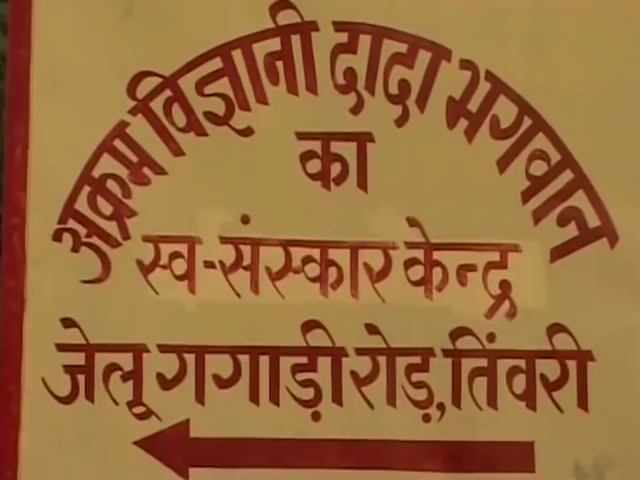 अक्रम विज्ञानी दादा भगवान
का
स्व-संस्कार केन्द्र
जेलू गगाड़ी रोड़,तिंवरी